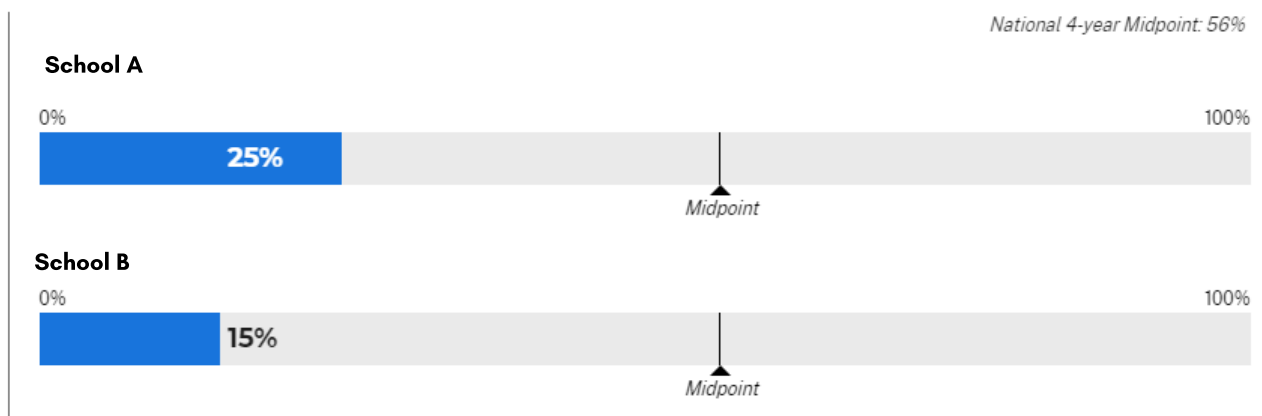 National 4-year Midpoint: 56%
School A
0% 100%
25%
Midpoint
School B
0% 100%
15%
Midpoint